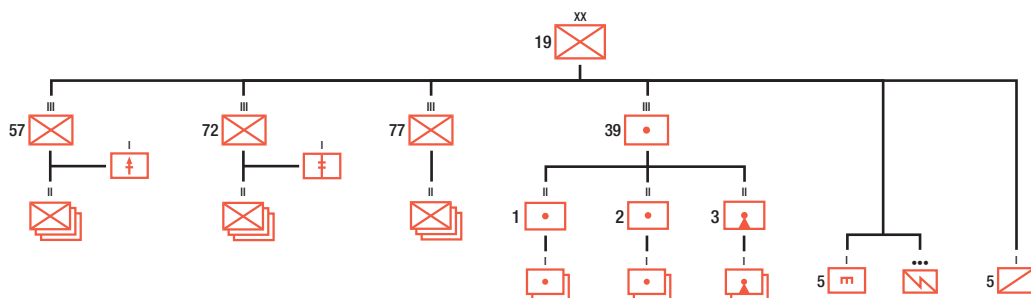 XX
19
III III III III
57 72 77 39
I I
II II II II II II
1 2 3
I I I I ••• I
5 5